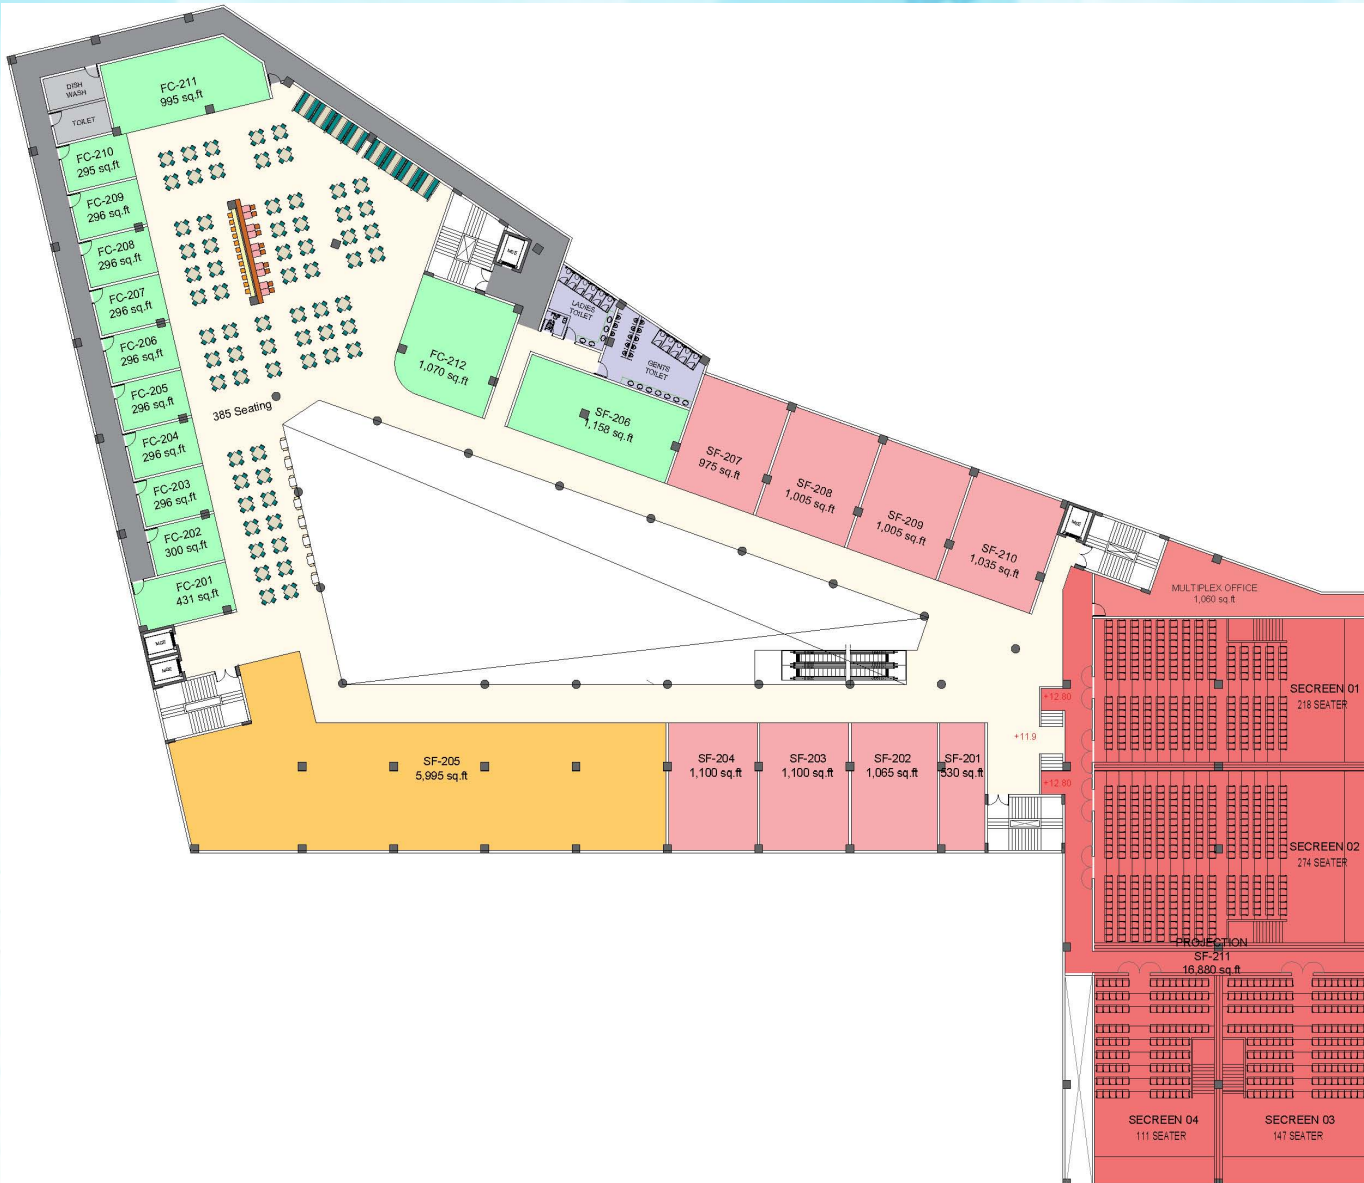 FC-211
995 sq.ft
DISH
WASH
TOILET
FC-210
295 sq.ft
FC-209
296 sq.ft
FC-208
296 sq.ft
FC-207
296 sq.ft
FC-206
296 sq.ft
FC-205
296 sq.ft
FC-204
296 sq.ft
FC-203
296 sq.ft
FC-202
300 sq.ft
FC-201
431 sq.ft
385 Seating
FC-212
1,070 sq.ft
LADIES
TOILET
GENTS
TOILET
SF-206
1,158 sq.ft
SF-207
975 sq.ft
SF-208
1,005 sq.ft
SF-209
1,005 sq.ft
SF-210
1,035 sq.ft
MULTIPLEX OFFICE
1,060 sq.ft
SECREEN 01
218 SEATER
+12.80
+11.9
+12.80
SF-205
5,995 sq.ft
SF-204
1,100 sq.ft
SF-203
1,100 sq.ft
SF-202
1,065 sq.ft
SF-201
530 sq.ft
SECREEN 02
274 SEATER
PROJECTION
SF-211
16,880 sq.ft
SECREEN 04
111 SEATER
SECREEN 03
147 SEATER